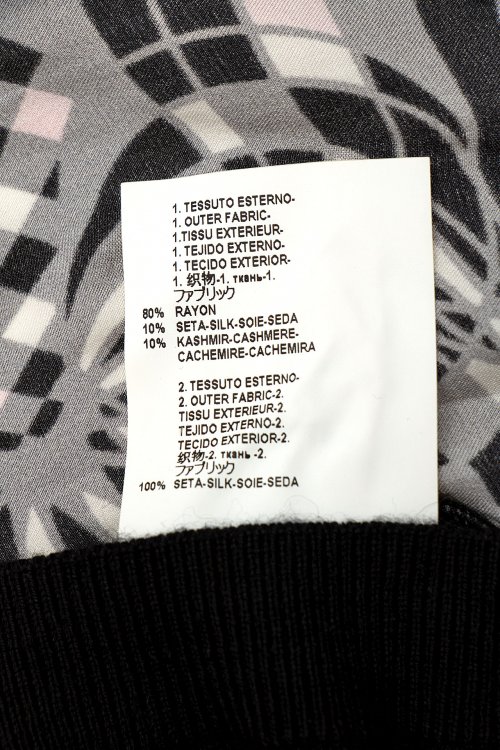 1. TESSUTO ESTERNO-
1. OUTER FABRIC-
1.TISSU EXTERIEUR-
1. TEJIDO EXTERNO-
1. TECIDO EXTERIOR-
1. 织物-1. ткань-1.
ファブリック
80% RAYON
10% SETA-SILK-SOIE-SEDA
10% KASHMIR-CASHMERE-
CACHEMIRE-CACHEMIRA
2. TESSUTO ESTERNO-
2. OUTER FABRIC-2.
TISSU EXTERIEUR-2.
TEJIDO EXTERNO-2.
TECIDO EXTERIOR-2.
织物-2. ткань -2.
ファブリック
100% SETA-SILK-SOIE-SEDA